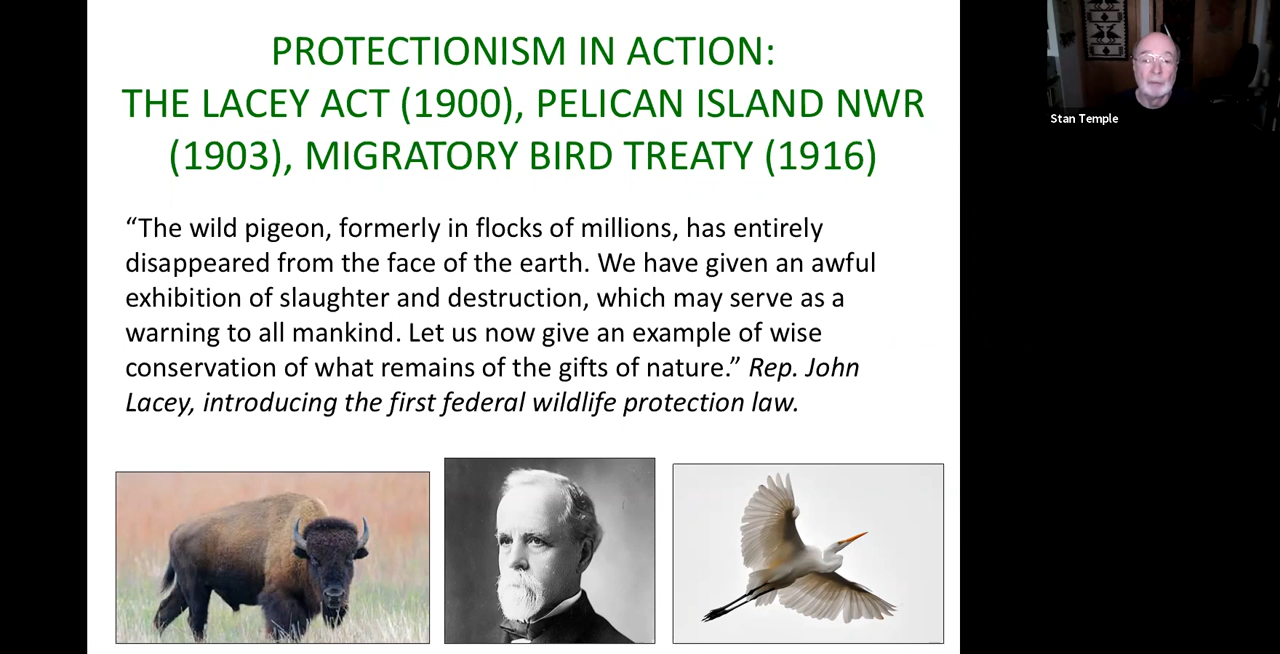 PROTECTIONISM IN ACTION:
THE LACEY ACT (1900), PELICAN ISLAND NWR
(1903), MIGRATORY BIRD TREATY (1916)
“The wild pigeon, formerly in flocks of millions, has entirely
disappeared from the face of the earth. We have given an awful
exhibition of slaughter and destruction, which may serve as a
warning to all mankind. Let us now give an example of wise
conservation of what remains of the gifts of nature.” Rep. John
Lacey, introducing the first federal wildlife protection law.
Stan Temple